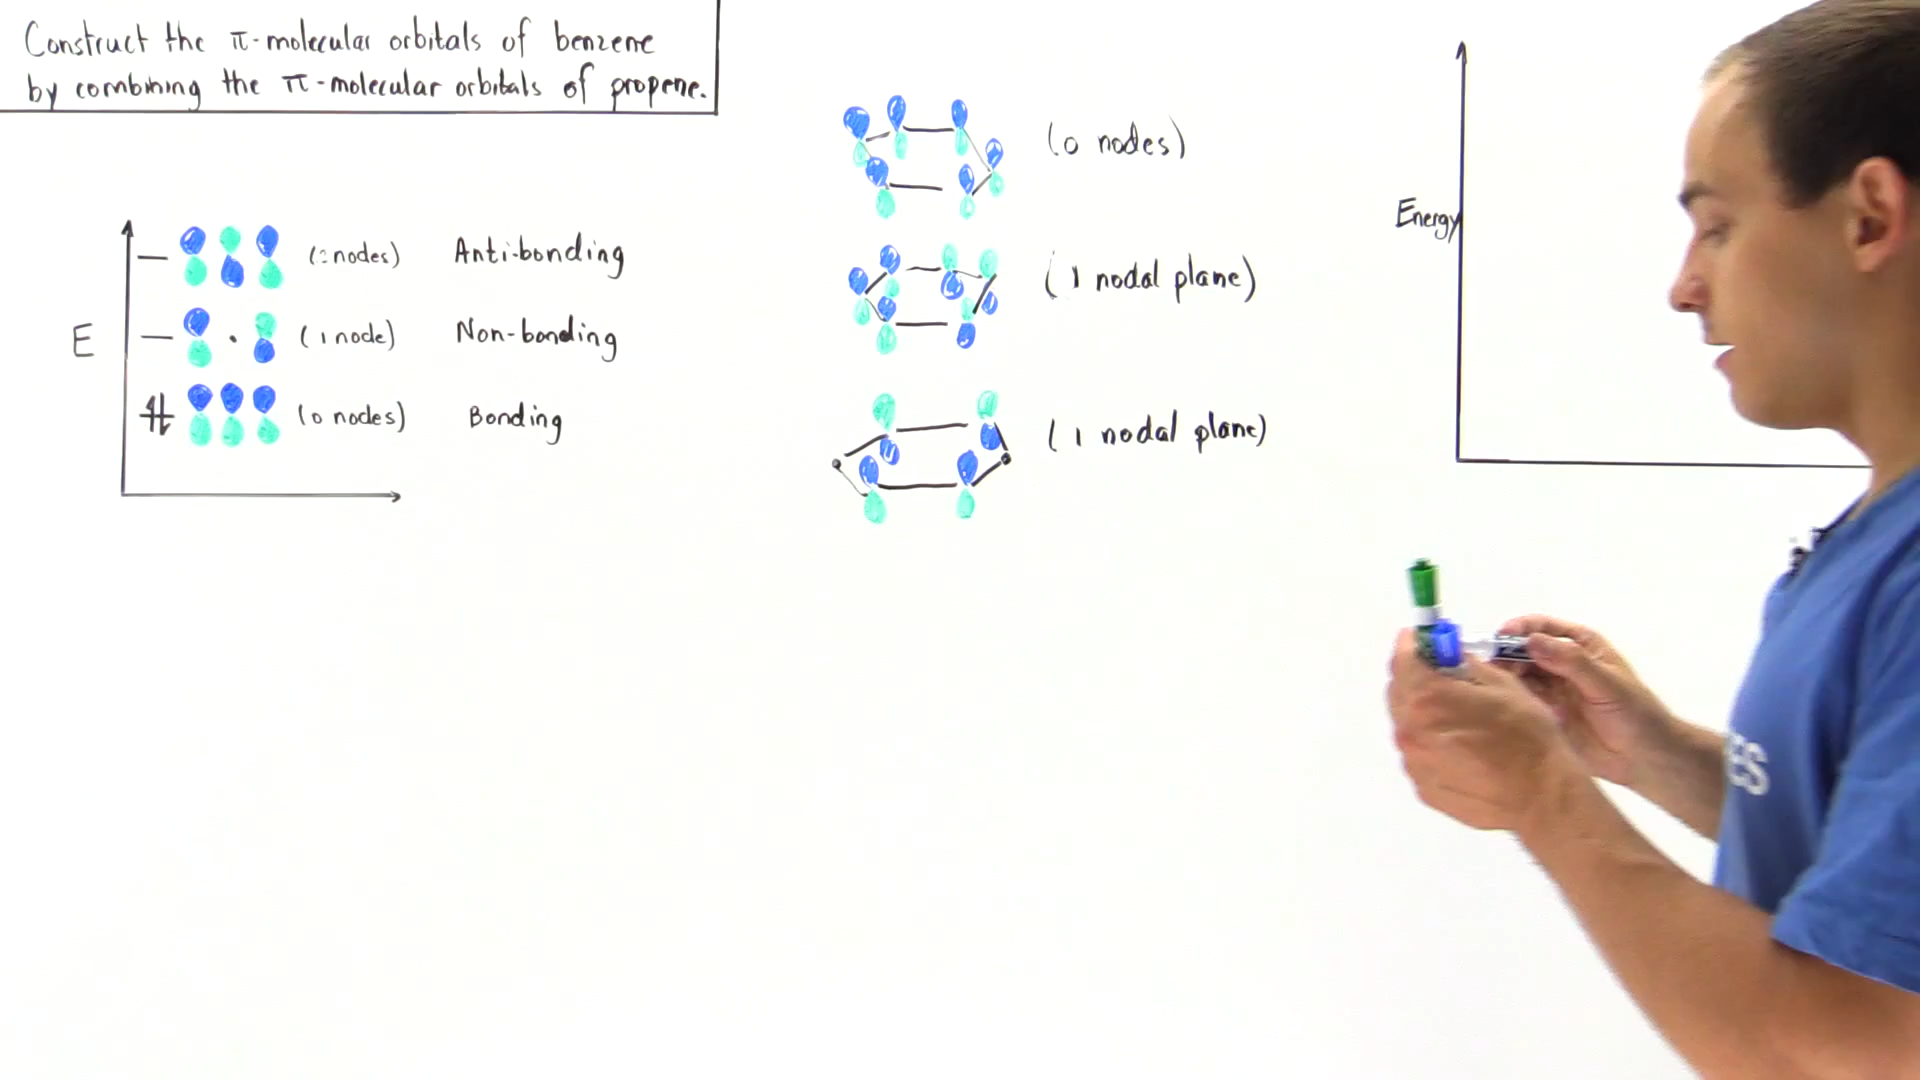 Construct the π-molecular orbitals of benzene
by combining the π-molecular orbitals of propene.
(2 nodes) Anti-bonding
(1 node) Non-bonding
E
(0 nodes) Bonding
(0 nodes)
(1 nodal plane)
(1 nodal plane)
Energy
ES